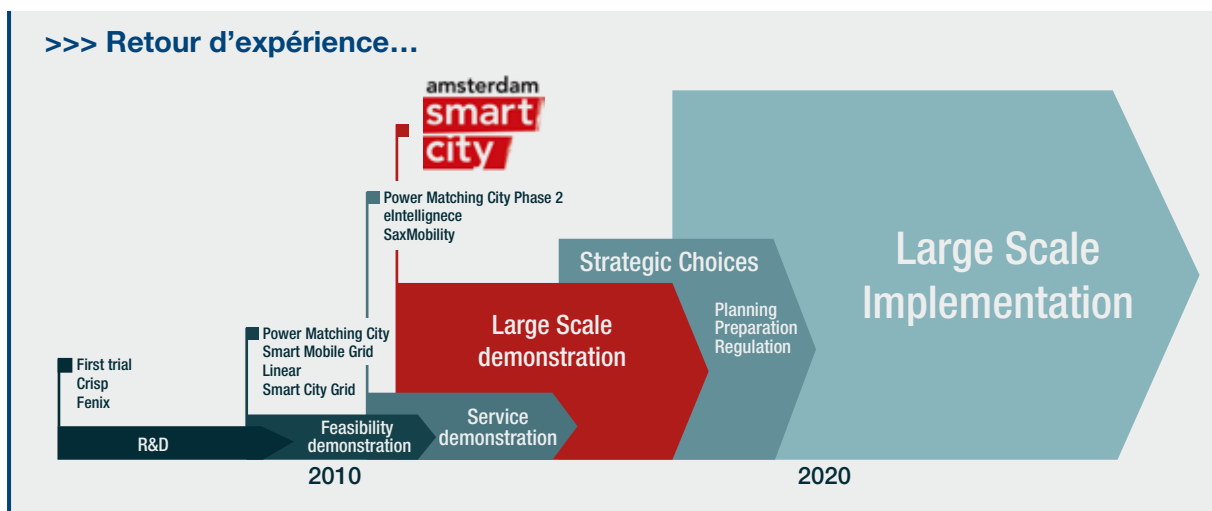 >>> Retour d’expérience…
amsterdam
smart
city
Power Matching City Phase 2
eIntellignece
SaxMobility
Strategic Choices
Large Scale
Implementation
Planning
Preparation
Regulation
Large Scale
demonstration
Power Matching City
Smart Mobile Grid
Linear
Smart City Grid
First trial
Crisp
Fenix
Service
demonstration
Feasibility
demonstration
R&D
2010
2020